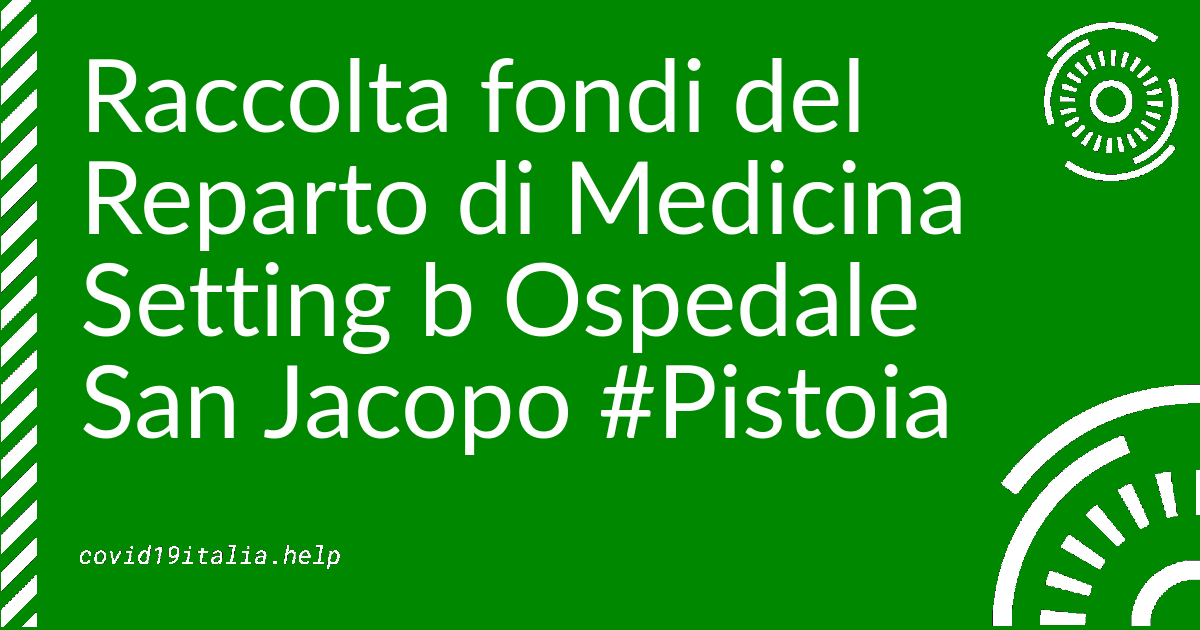 Raccolta fondi del
Reparto di Medicina
Setting b Ospedale
San Jacopo #Pistoia
covid19italia.help